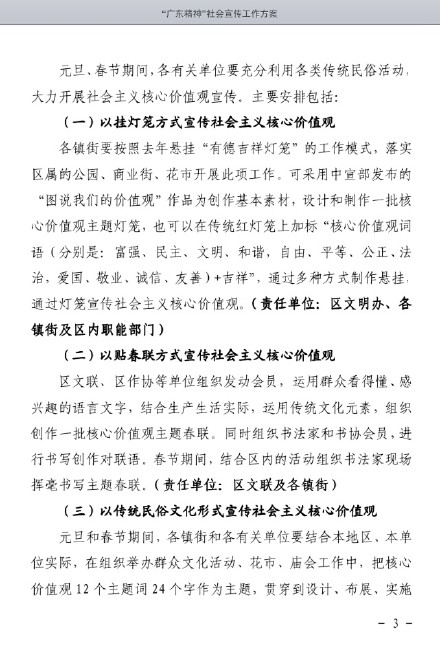 “广东精神”社会宣传工作方案
元旦、春节期间，各有关单位要充分利用各类传统民俗活动，
大力开展社会主义核心价值观宣传。主要安排包括：
（一）以挂灯笼方式宣传社会主义核心价值观
各镇街要按照去年悬挂“有德吉祥灯笼”的工作模式，落实
区属的公园、商业街、花市开展此项工作。可采用中宣部发布的
“图说我们的价值观”作品为创作基本素材，设计和制作一批核
心价值观主题灯笼，也可以在传统红灯笼上加标“核心价值观词
语（分别是：富强、民主、文明、和谐，自由、平等、公正、法
治，爱国、敬业、诚信、友善）+吉祥”，通过多种方式制作悬挂，
通过灯笼宣传社会主义核心价值观。（责任单位：区文明办、各
镇街及区内职能部门）
（二）以贴春联方式宣传社会主义核心价值观
区文联、区作协等单位组织发动会员，运用群众看得懂、感
兴趣的语言文字，结合生产生活实际，运用传统文化元素，组织
创作一批核心价值观主题春联。同时组织书法家和书协会员，进
行书写创作对联语。春节期间，结合区内的活动组织书法家现场
挥毫书写主题春联。（责任单位：区文联及各镇街）
（三）以传统民俗文化形式宣传社会主义核心价值观
元旦和春节期间，各镇街和各有关单位要结合本地区、本单
位实际，在组织举办群众文化活动、花市、庙会工作中，把核心
价值观12个主题词24个字作为主题，贯穿到设计、布展、实施
- 3 -